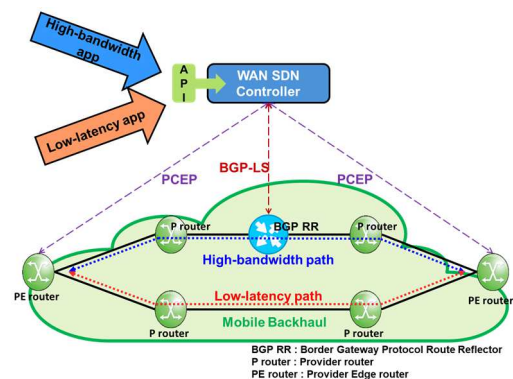 High-bandwidth
app
A
P
I
WAN SDN
Controller
Low-latency app
BGP-LS
PCEP
PCEP
P router
BGP RR
P router
High-bandwidth path
PE router
PE router
Low-latency path
P router
P router
Mobile Backhaul
BGP RR : Border Gateway Protocol Route Reflector
P router : Provider router
PE router : Provider Edge router